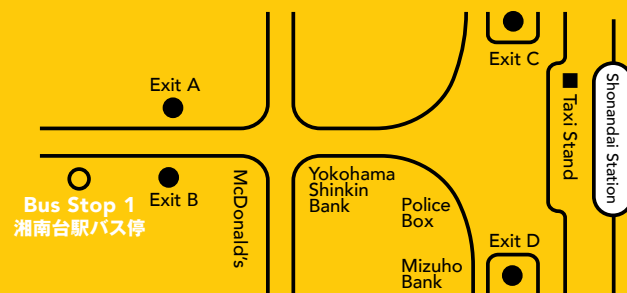 Exit C
Exit A
Taxi Stand
Shonandai Station
Bus Stop 1
湘南台駅バス停
Exit B
McDonald's
Yokohama
Shinkin
Bank
Police
Box
Exit D
Mizuho
Bank